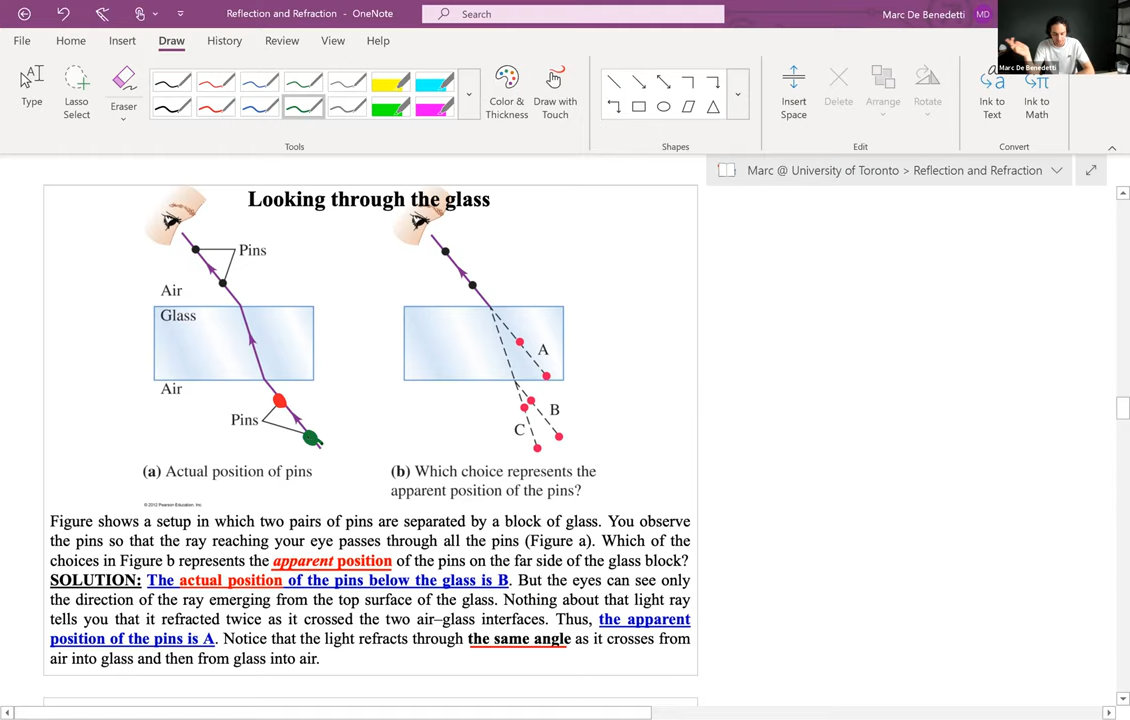 Reflection and Refraction - OneNote
Search
Marc De Benedetti
MD
File
Home
Insert
Draw
History
Review
View
Help
Marc De Benedetti
Type
Lasso
Select
Eraser
Color &
Thickness
Draw with
Touch
Insert
Space
Delete
Arrange
Rotate
Ink to
Text
Ink to
Math
Tools
Shapes
Edit
Convert
Marc @ University of Toronto > Reflection and Refraction
Looking through the glass
Pins
Air
Glass
Air
Pins
A
B
C
(a) Actual position of pins
(b) Which choice represents the
apparent position of the pins?
© 2012 Pearson Education, Inc.
Figure shows a setup in which two pairs of pins are separated by a block of glass. You observe
the pins so that the ray reaching your eye passes through all the pins (Figure a). Which of the
choices in Figure b represents the apparent position of the pins on the far side of the glass block?
SOLUTION: The actual position of the pins below the glass is B. But the eyes can see only
the direction of the ray emerging from the top surface of the glass. Nothing about that light ray
tells you that it refracted twice as it crossed the two air–glass interfaces. Thus, the apparent
position of the pins is A. Notice that the light refracts through the same angle as it crosses from
air into glass and then from glass into air.